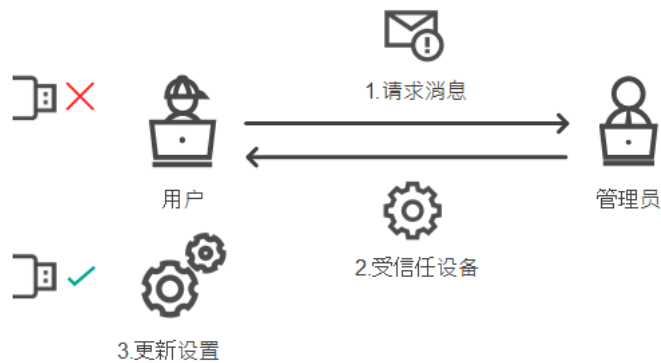 1.请求消息
用户
管理员
2.受信任设备
3.更新设置